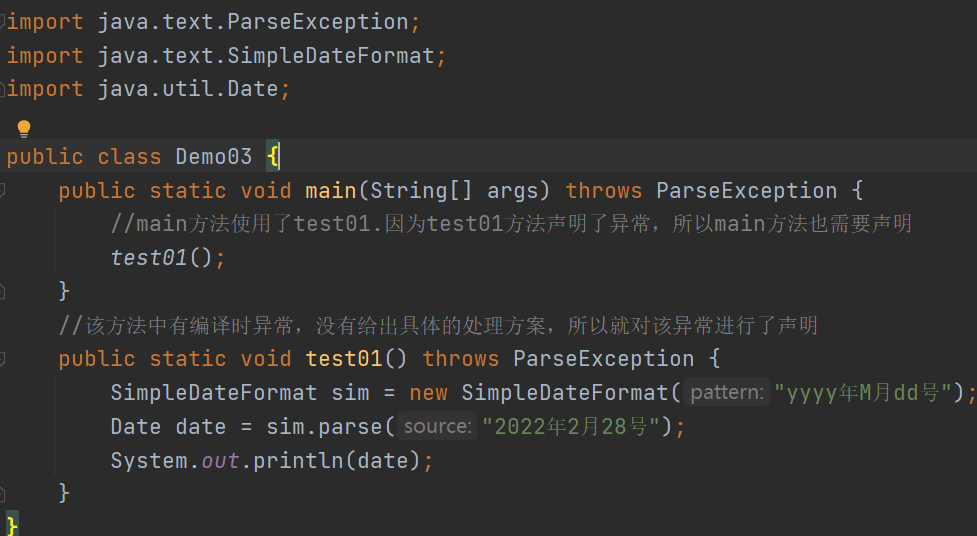 import java.text.ParseException;
import java.text.SimpleDateFormat;
import java.util.Date;
public class Demo03 {
public static void main(String[] args) throws ParseException {
//main方法使用了test01.因为test01方法声明了异常，所以main方法也需要声明
test01();
}
//该方法中有编译时异常，没有给出具体的处理方案，所以就对该异常进行了声明
public static void test01() throws ParseException {
SimpleDateFormat sim = new SimpleDateFormat( pattern: "yyyy年M月dd号");
Date date = sim.parse( source: "2022年2月28号");
System.out.println(date);
}
}